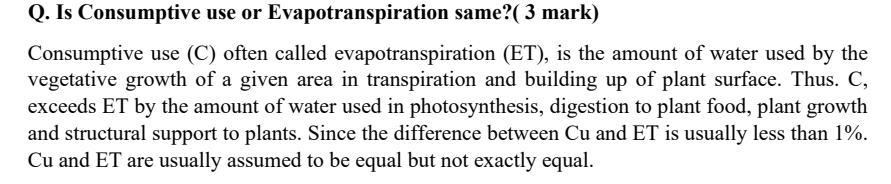 Q. Is Consumptive use or Evapotranspiration same?( 3 mark)
Consumptive use (C) often called evapotranspiration (ET), is the amount of water used by the
vegetative growth of a given area in transpiration and building up of plant surface. Thus. C,
exceeds ET by the amount of water used in photosynthesis, digestion to plant food, plant growth
and structural support to plants. Since the difference between Cu and ET is usually less than 1%.
Cu and ET are usually assumed to be equal but not exactly equal.